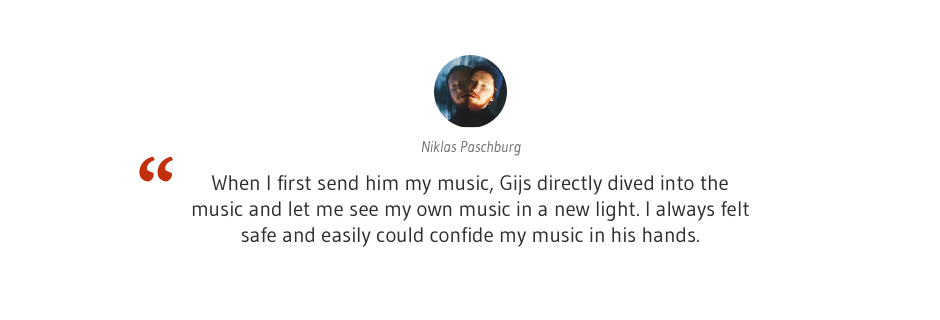 Niklas Paschburg
“
When I first send him my music, Gijs directly dived into the
music and let me see my own music in a new light. I always felt
safe and easily could confide my music in his hands.